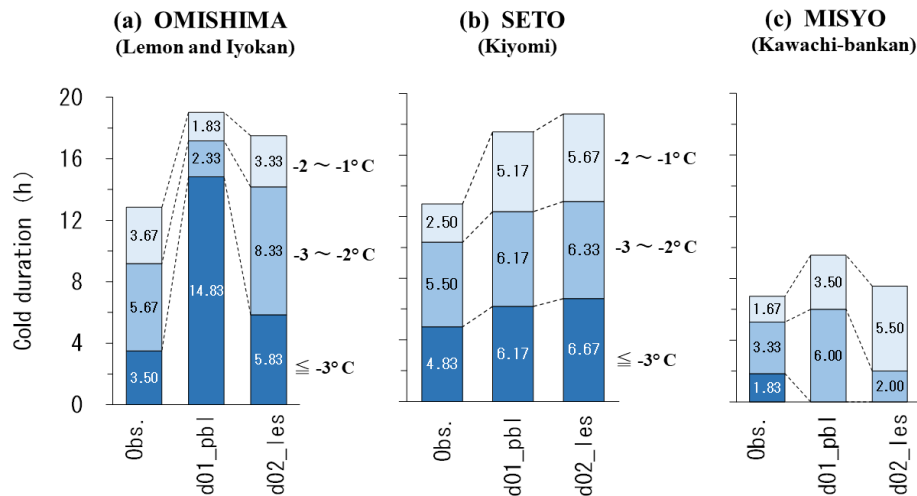 (a) OMISHIMA
(Lemon and Iyokan)
(b) SETO
(Kiyomi)
(c) MISYO
(Kawachi-bankan)
Cold duration (h)
20
16
12
8
4
0
3.67
5.67
3.50
1.83
2.33
14.83
3.33
8.33
5.83
-2 ~ -1°C
-3 ~ -2°C
≦ -3°C
Obs.
d01_pbl
d02_les
2.50
5.50
4.83
5.17
6.17
6.17
5.67
6.33
6.67
-2 ~ -1°C
-3 ~ -2°C
≦ -3°C
Obs.
d01_pbl
d02_les
1.67
3.33
1.83
3.50
6.00
5.50
2.00
Obs.
d01_pbl
d02_les